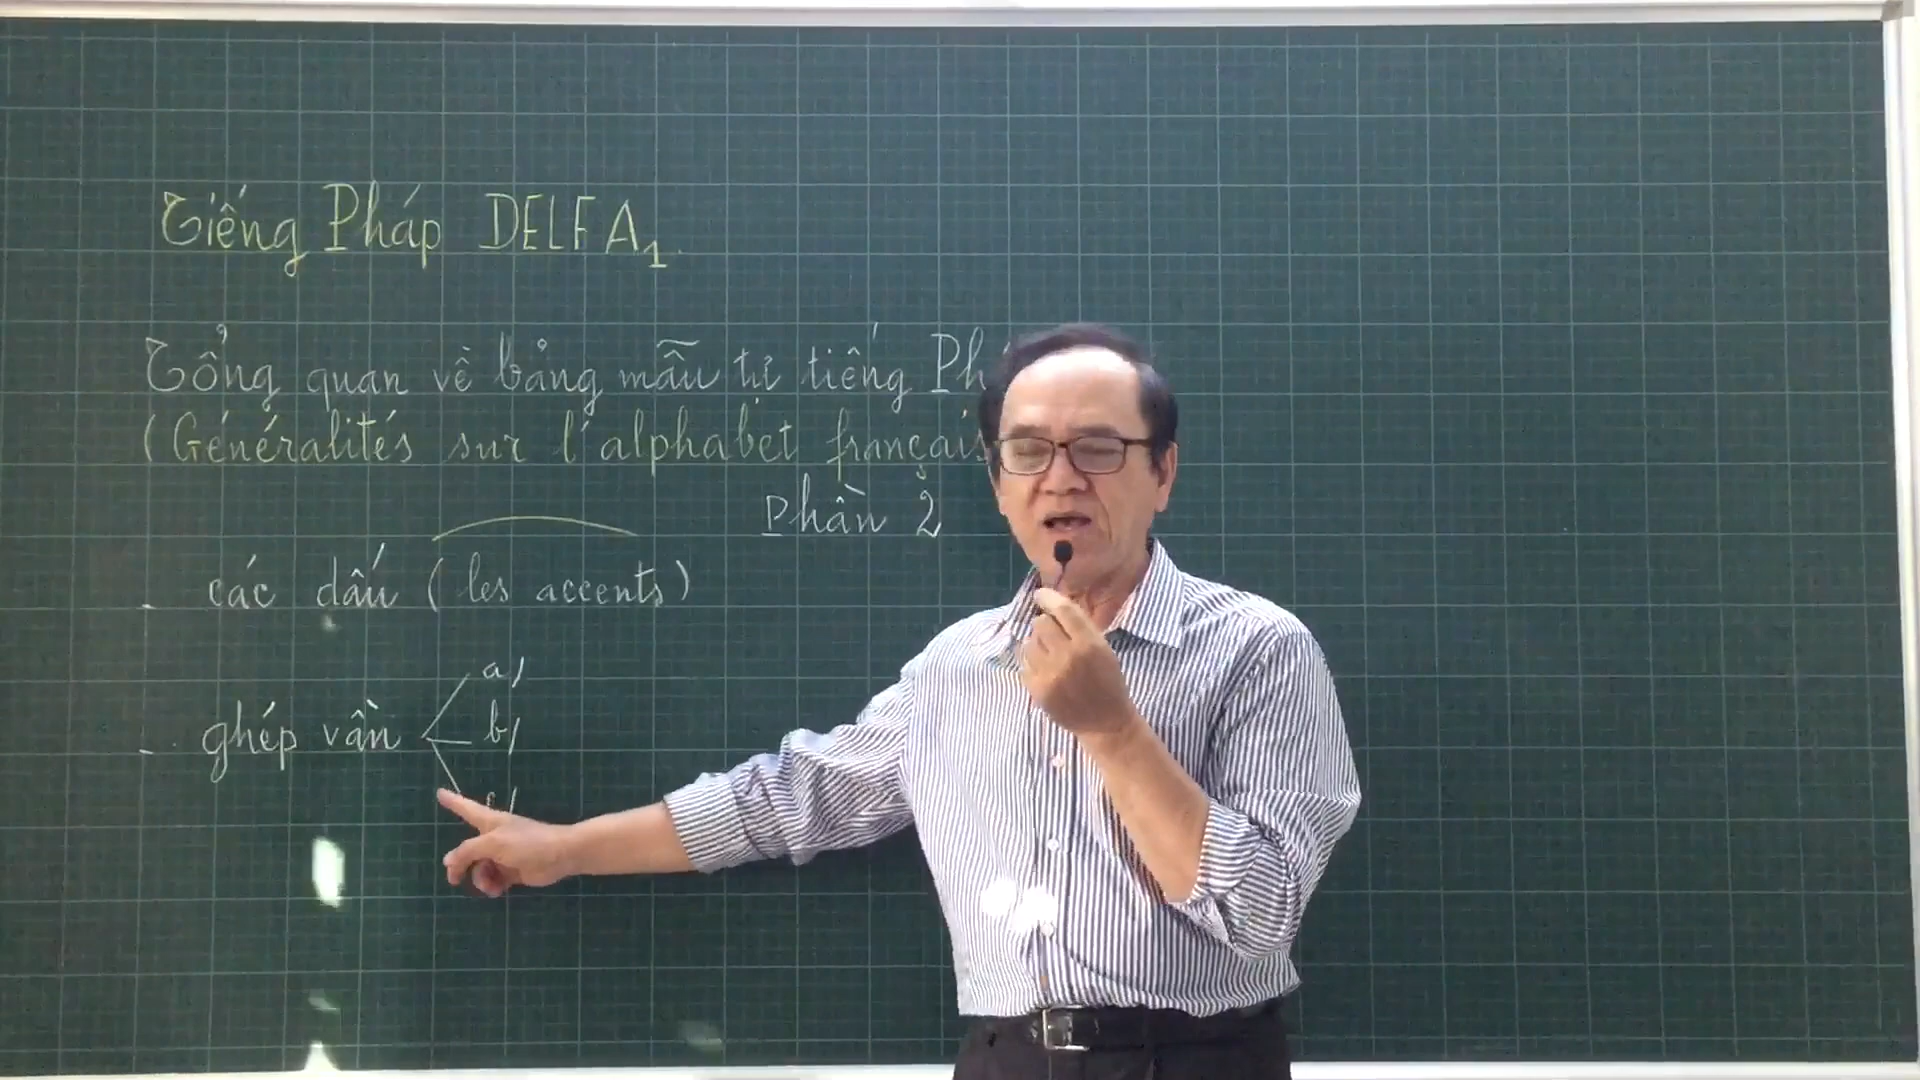 Tiếng Pháp DELF A1.
Tổng quan về bảng mẫu tự tiếng Ph
(Généralités sur l'alphabet français
Phần 2
- các dấu (les accents)
- ghép vần
a/
b/
c/